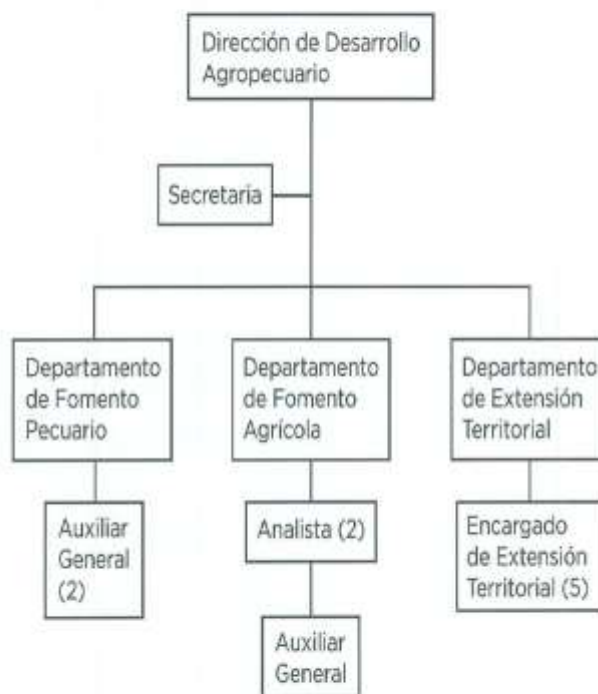 Dirección de Desarrollo
Agropecuario
Secretaria
Departamento
de Fomento
Pecuario
Departamento
de Fomento
Agrícola
Departamento
de Extensión
Territorial
Auxiliar
General
(2)
Analista (2)
Encargado
de Extensión
Territorial (5)
Auxiliar
General